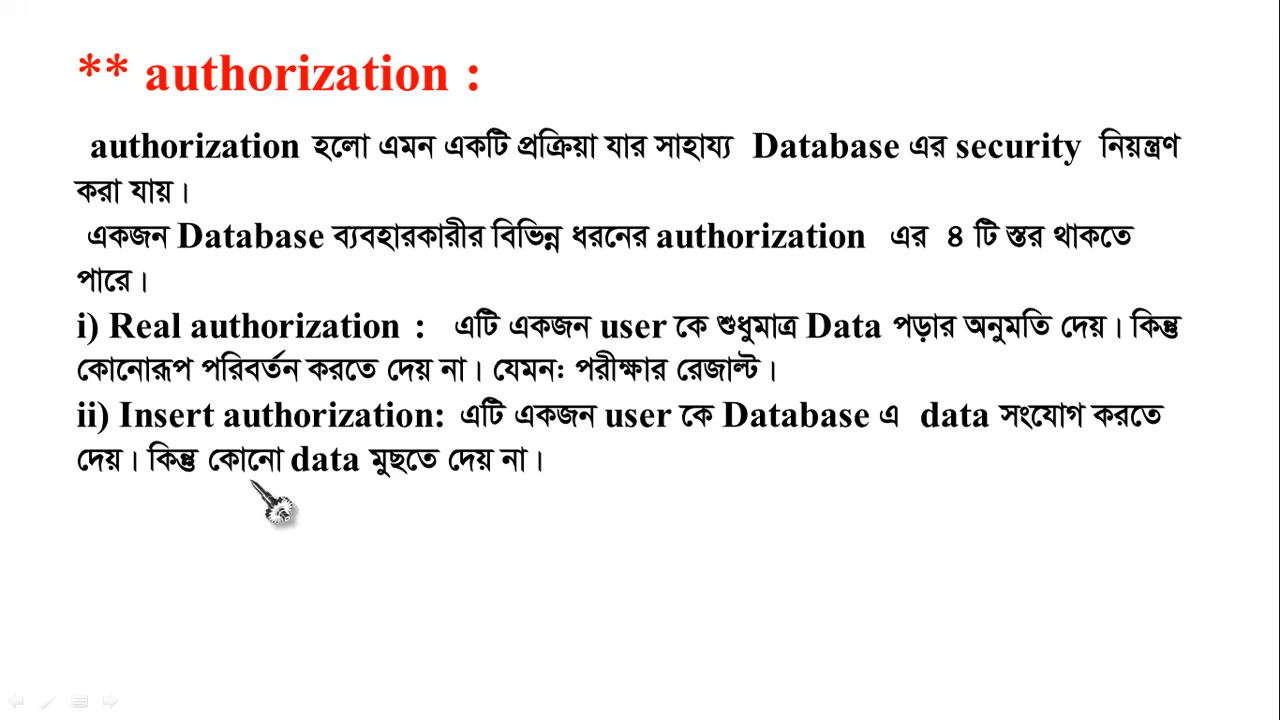 ** authorization :
authorization হলো এমন একটি প্রক্রিয়া যার সাহায্য Database এর security নিয়ন্ত্রণ
করা যায়।
একজন Database ব্যবহারকারীর বিভিন্ন ধরনের authorization এর ৪ টি স্তর থাকতে
পারে।
i) Real authorization : এটি একজন user কে শুধুমাত্র Data পড়ার অনুমতি দেয়। কিন্তু
কোনোরূপ পরিবর্তন করতে দেয় না। যেমন: পরীক্ষার রেজাল্ট।
ii) Insert authorization: এটি একজন user কে Database এ data সংযোগ করতে
দেয়। কিন্তু কোনো data মুছতে দেয় না।